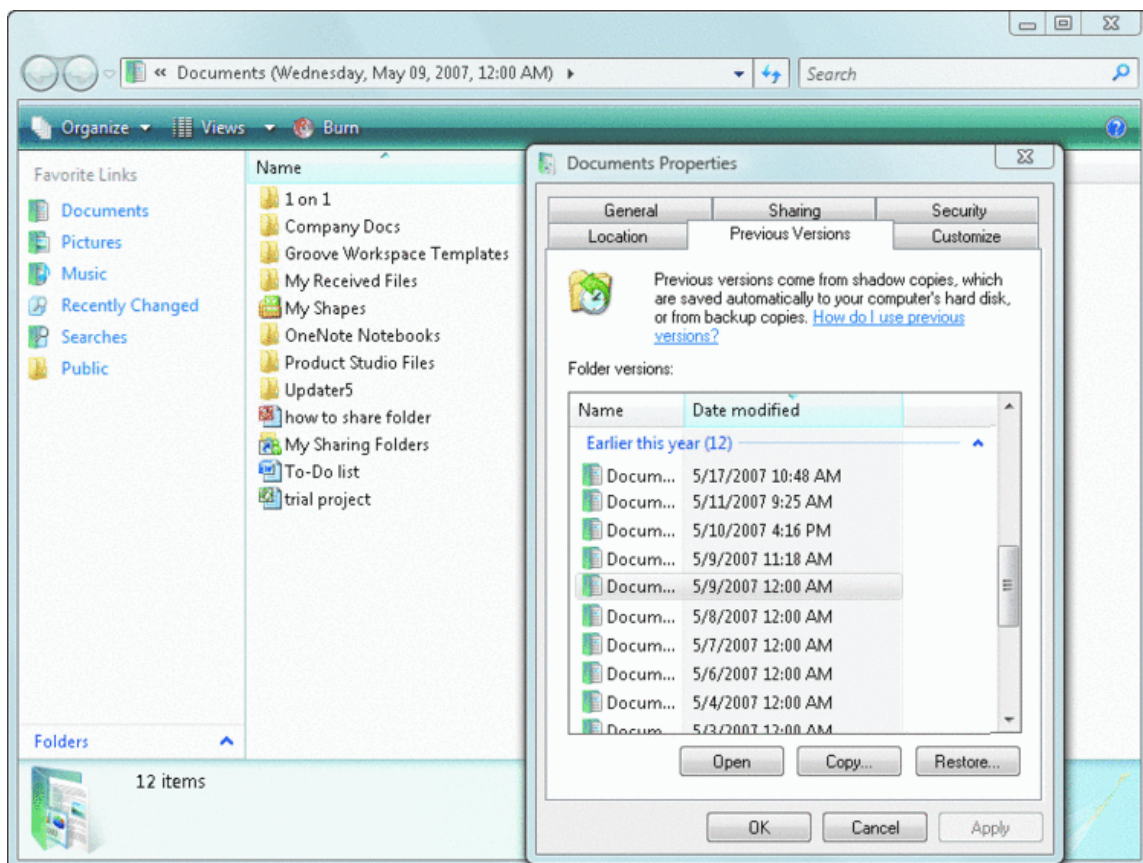 « Documents (Wednesday, May 09, 2007, 12:00 AM)
Search
Organize Views Burn
Favorite Links
Documents
Pictures
Music
Recently Changed
Searches
Public
Folders
Name
1 on 1
Company Docs
Groove Workspace Templates
My Received Files
My Shapes
OneNote Notebooks
Product Studio Files
Updater5
how to share folder
My Sharing Folders
To-Do list
trial project
12 items
Documents Properties
General Sharing Security
Location Previous Versions Customize
Previous versions come from shadow copies, which
are saved automatically to your computer's hard disk,
or from backup copies. How do I use previous
versions?
Folder versions:
Name Date modified
Earlier this year (12)
Docum... 5/17/2007 10:48 AM
Docum... 5/11/2007 9:25 AM
Docum... 5/10/2007 4:16 PM
Docum... 5/9/2007 11:18 AM
Docum... 5/9/2007 12:00 AM
Docum... 5/8/2007 12:00 AM
Docum... 5/7/2007 12:00 AM
Docum... 5/6/2007 12:00 AM
Docum... 5/4/2007 12:00 AM
Docum... 5/3/2007 12:00 AM
Open Copy... Restore...
OK Cancel Apply